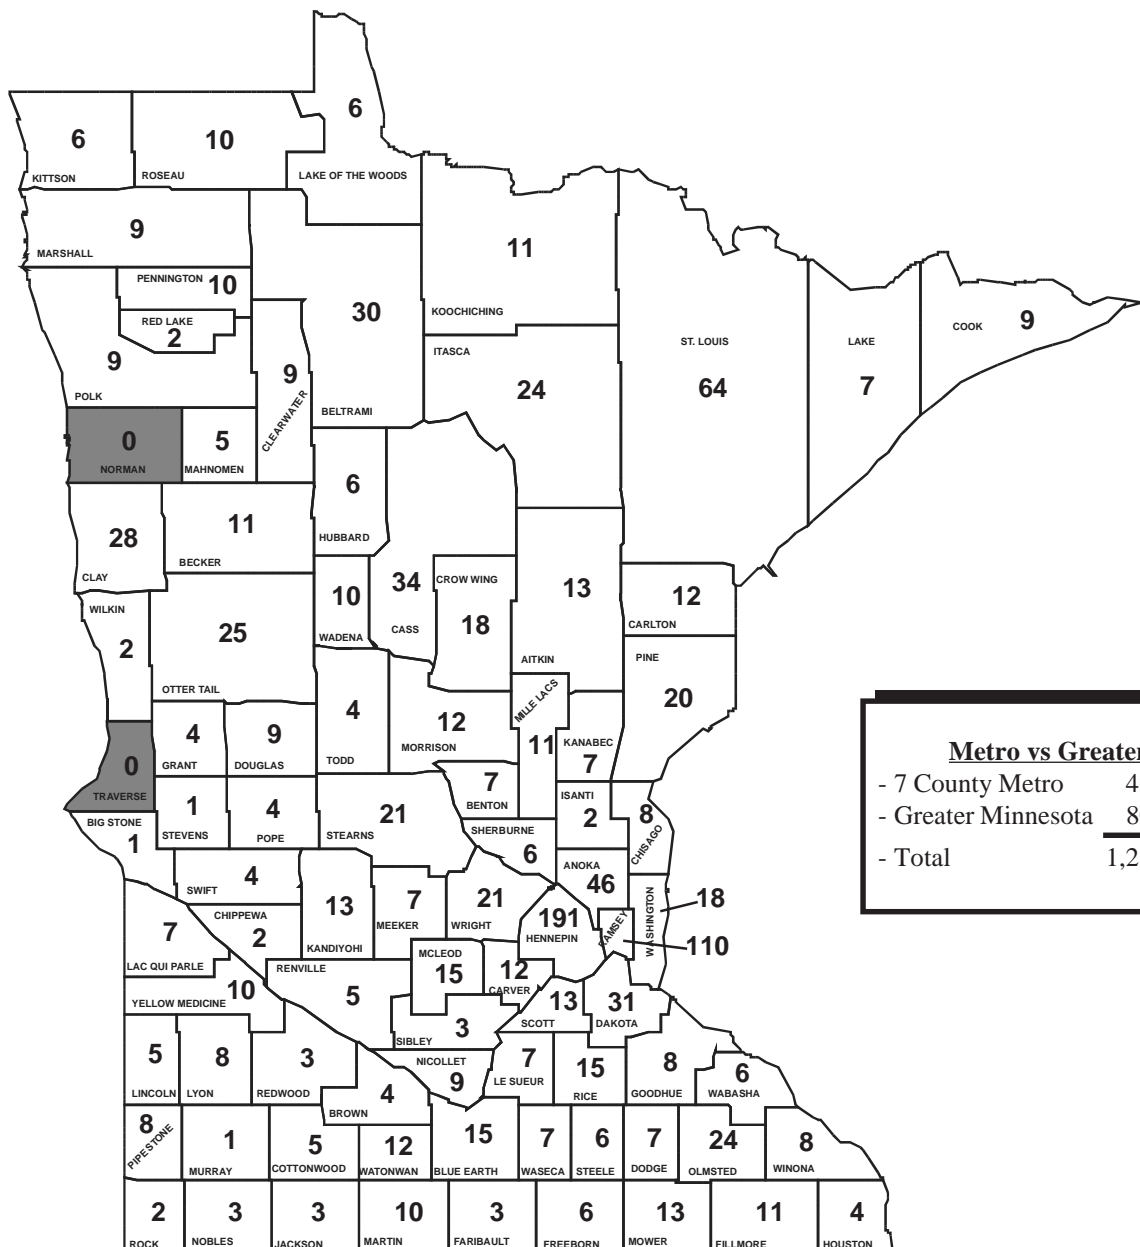 6
6
KITTSON
10
ROSEAU
LAKE OF THE WOODS
9
MARSHALL
11
KOOCHICHING
PENNINGTON 10
RED LAKE
2
30
BELTRAMI
9
POLK
9
CLEARWATER
ITASCA
24
ST. LOUIS
64
LAKE
7
COOK 9
0
NORMAN
5
MAHNOMEN
6
HUBBARD
28
CLAY
11
BECKER
34
CASS
CROW WING
18
10
WADENA
13
AITKIN
12
CARLTON
WILKIN
2
25
OTTER TAIL
PINE
20
4
TODD
12
MORRISON
MILLE LACS
11
KANABEC
7
4
GRANT
9
DOUGLAS
0
TRAVERSE
1
STEVENS
4
POPE
21
STEARNS
7
BENTON
ISANTI
2
8
CHISAGO
BIG STONE
1
SHERBURNE
6
4
SWIFT
ANOKA
46
13
KANDIYOHI
7
MEEKER
21
WRIGHT
191
HENNEPIN
RAMSEY
110
WASHINGTON
18
7
LAC QUI PARLE
CHIPPEWA
2
RENVILLE
5
MCLEOD
15
12
CARVER
10
YELLOW MEDICINE
13
SCOTT
31
DAKOTA
3
SIBLEY
5
LINCOLN
8
LYON
3
REDWOOD
NICOLLET
9
7
LE SUEUR
15
RICE
8
GOODHUE
6
WABASHA
4
BROWN
8
PIPESTONE
1
MURRAY
5
COTTONWOOD
12
WATONWAN
15
BLUE EARTH
7
WASECA
6
STEELE
7
DODGE
24
OLMSTED
8
WINONA
2
ROCK
3
NOBLES
3
JACKSON
10
MARTIN
3
FARIBAULT
6
FREEBORN
13
MOWER
11
FILLMORE
4
HOUSTON
Metro vs Greater
- 7 County Metro 4
- Greater Minnesota 8
- Total 1,2